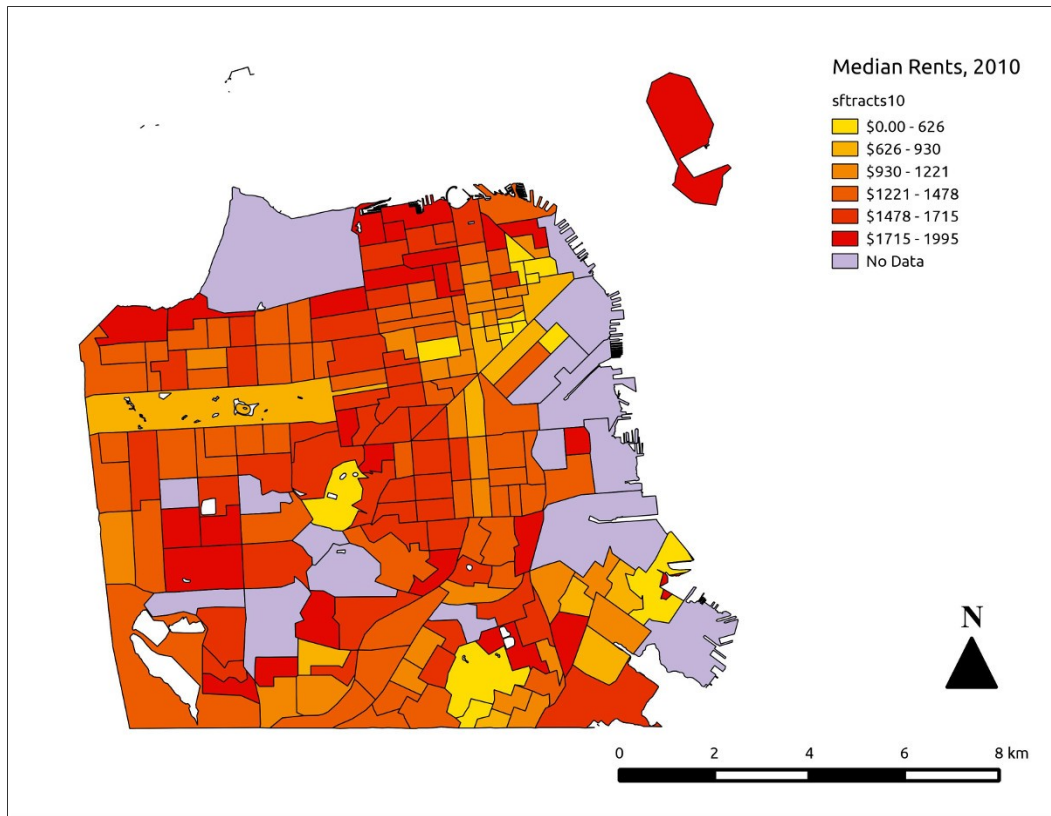 Median Rents, 2010
sftracts10
$0.00 - 626
$626 - 930
$930 - 1221
$1221 - 1478
$1478 - 1715
$1715 - 1995
No Data
N
0 2 4 6 8 km